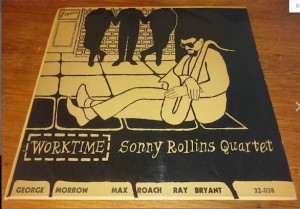 WORKTIME Sonny Rollins Quartet
GEORGE MORROW MAX ROACH RAY BRYANT 32-038